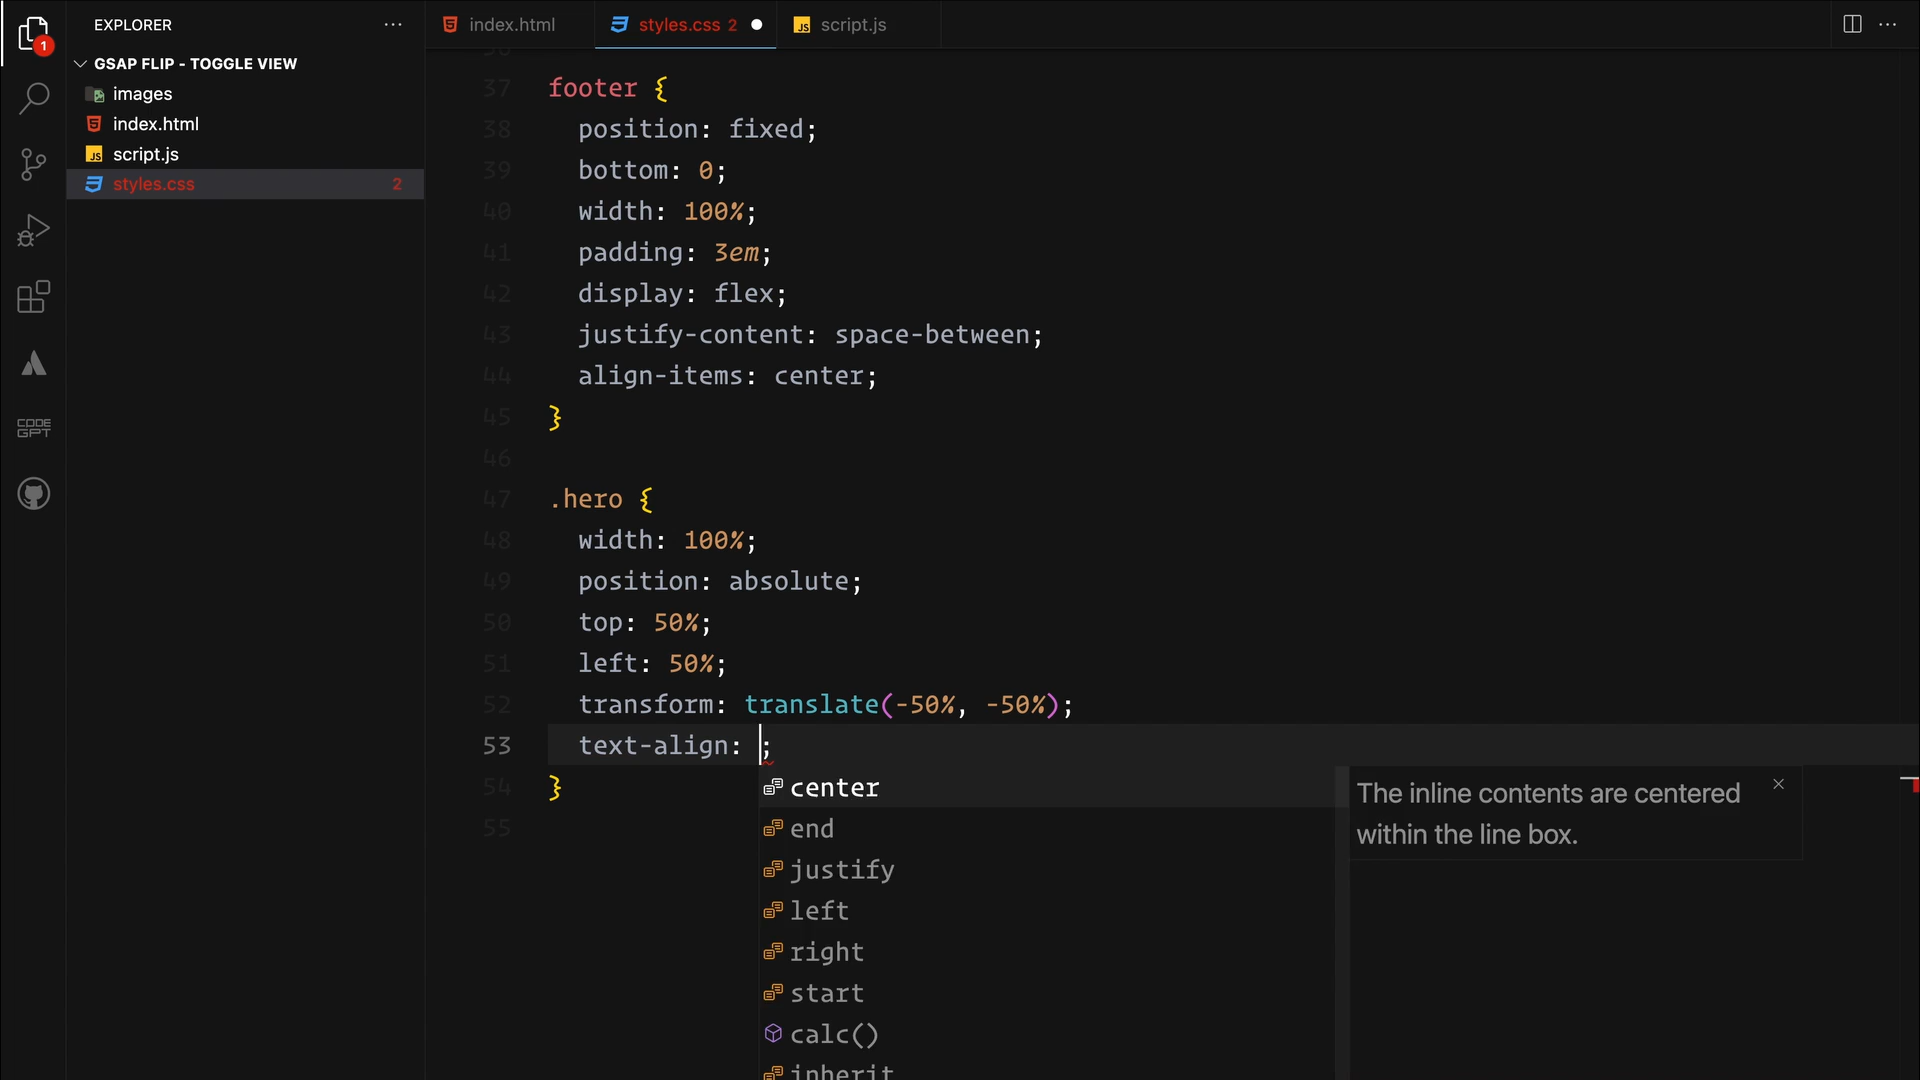 EXPLORER
1
GSAP FLIP - TOGGLE VIEW
images
index.html
script.js
styles.css 2
CODE
GPT
index.html
styles.css 2
script.js
37 footer {
38 position: fixed;
39 bottom: 0;
40 width: 100%;
41 padding: 3em;
42 display: flex;
43 justify-content: space-between;
44 align-items: center;
45 }
46
47 .hero {
48 width: 100%;
49 position: absolute;
50 top: 50%;
51 left: 50%;
52 transform: translate(-50%, -50%);
53 text-align: ;
54 }
55
center
end
justify
left
right
start
calc()
inherit
The inline contents are centered
within the line box.